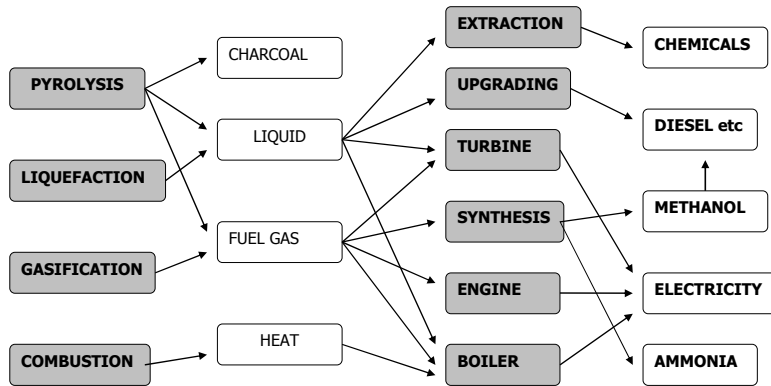 PYROLYSIS
LIQUEFACTION
GASIFICATION
COMBUSTION
CHARCOAL
LIQUID
FUEL GAS
HEAT
EXTRACTION
UPGRADING
TURBINE
SYNTHESIS
ENGINE
BOILER
CHEMICALS
DIESEL etc
METHANOL
ELECTRICITY
AMMONIA